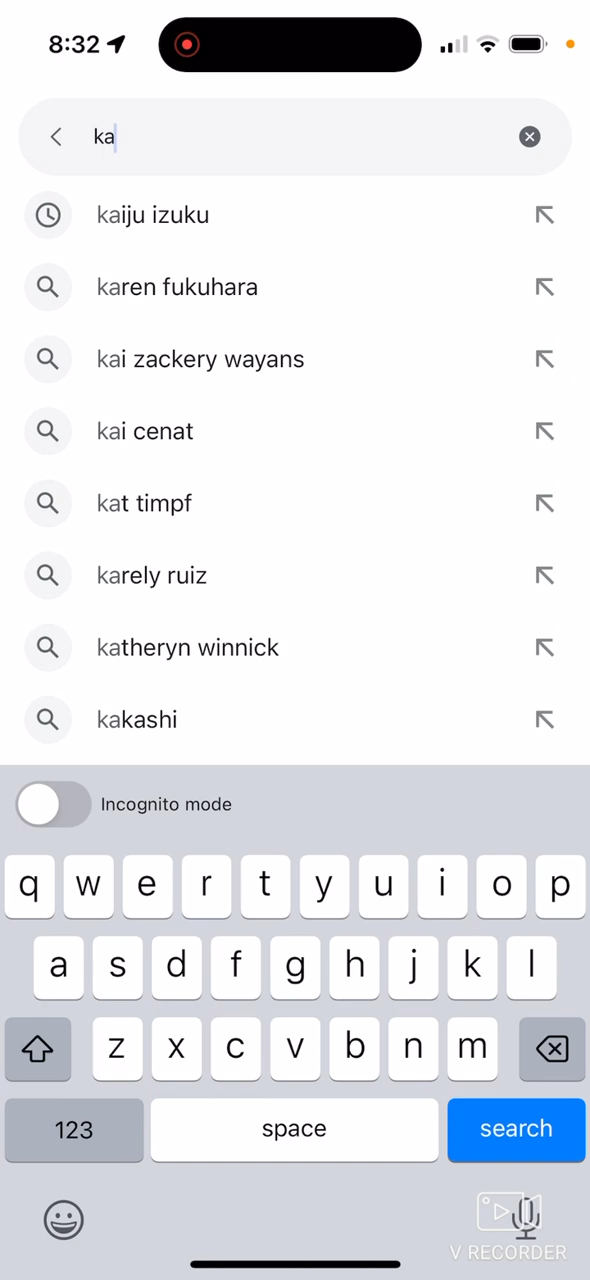 8:32
ka
kaiju izuku
karen fukuhara
kai zackery wayans
kai cenat
kat timpf
karely ruiz
katheryn winnick
kakashi
Incognito mode
q w e r t y u i o p
a s d f g h j k l
z x c v b n m
123 space search
V RECORDER